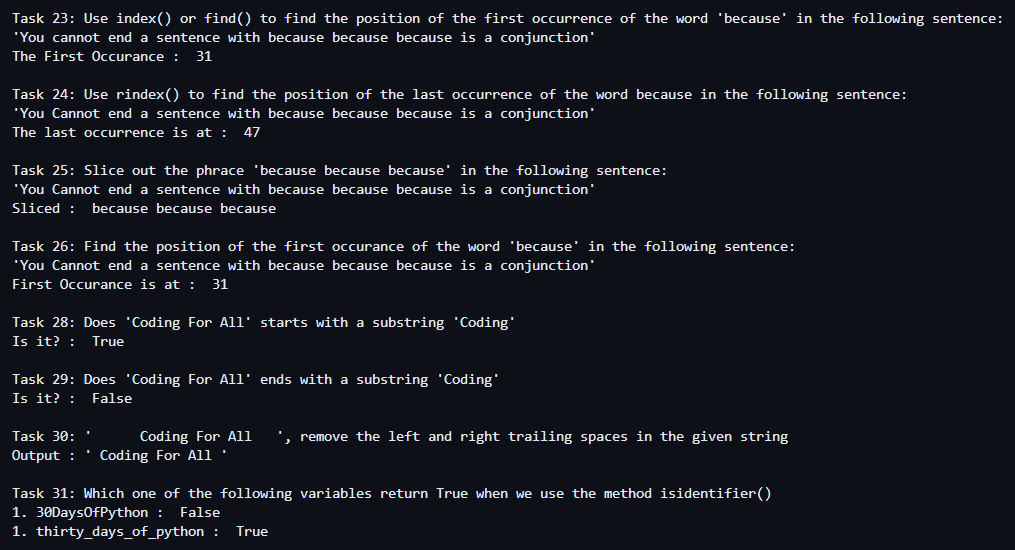 Task 23: Use index() or find() to find the position of the first occurrence of the word 'because' in the following sentence:
'You cannot end a sentence with because because because is a conjunction'
The First Occurance :  31
Task 24: Use rindex() to find the position of the last occurrence of the word because in the following sentence:
'You Cannot end a sentence with because because because is a conjunction'
The last occurrence is at :  47
Task 25: Slice out the phrase 'because because because' in the following sentence:
'You Cannot end a sentence with because because because is a conjunction'
Sliced :  because because because
Task 26: Find the position of the first occurance of the word 'because' in the following sentence:
'You Cannot end a sentence with because because because is a conjunction'
First Occurance is at :  31
Task 28: Does 'Coding For All' starts with a substring 'Coding'
Is it? :  True
Task 29: Does 'Coding For All' ends with a substring 'Coding'
Is it? :  False
Task 30: '      Coding For All   ', remove the left and right trailing spaces in the given string
Output : ' Coding For All '
Task 31: Which one of the following variables return True when we use the method isidentifier()
1. 30DaysOfPython :  False
1. thirty_days_of_python :  True